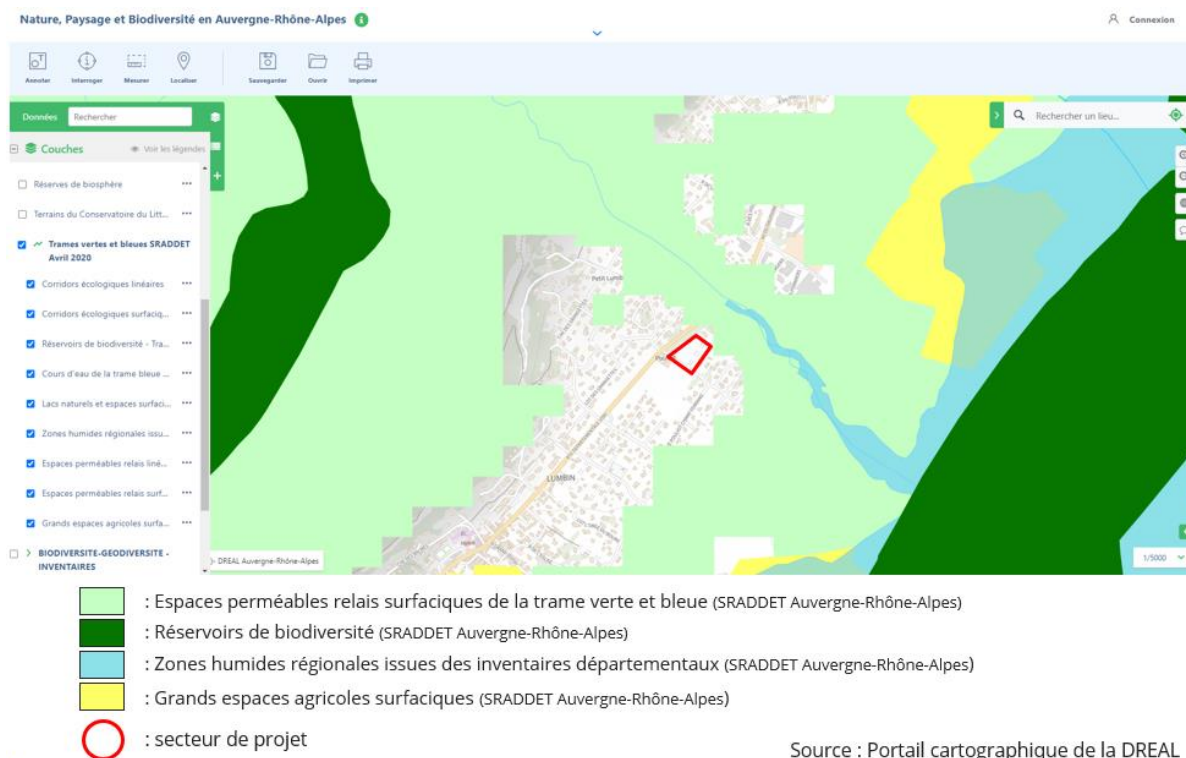 Nature, Paysage et Biodiversité en Auvergne-Rhône-Alpes
Connexion
Annoter Interroger Mesurer Localiser Sauvegarder Ouvrir Imprimer
Données Rechercher
Rechercher un lieu...
Couches Voir les légendes
Réserves de biosphère ...
Terrains du Conservatoire du Litt... ...
Trames vertes et bleues SRADDET
Avril 2020
Corridors écologiques linéaires ...
Corridors écologiques surfaciq... ...
Réservoirs de biodiversité - Tra... ...
Cours d'eau de la trame bleue ... ...
Lacs naturels et espaces surfaci... ...
Zones humides régionales issu... ...
Espaces perméables relais liné... ...
Espaces perméables relais surf... ...
Grands espaces agricoles surfa... ...
BIODIVERSITE-GEODIVERSITE -
INVENTAIRES
Petit Lumbin
LUMBIN
DREAL Auvergne-Rhône-Alpes
1/5000
: Espaces perméables relais surfaciques de la trame verte et bleue (SRADDET Auvergne-Rhône-Alpes)
: Réservoirs de biodiversité (SRADDET Auvergne-Rhône-Alpes)
: Zones humides régionales issues des inventaires départementaux (SRADDET Auvergne-Rhône-Alpes)
: Grands espaces agricoles surfaciques (SRADDET Auvergne-Rhône-Alpes)
: secteur de projet
Source : Portail cartographique de la DREAL